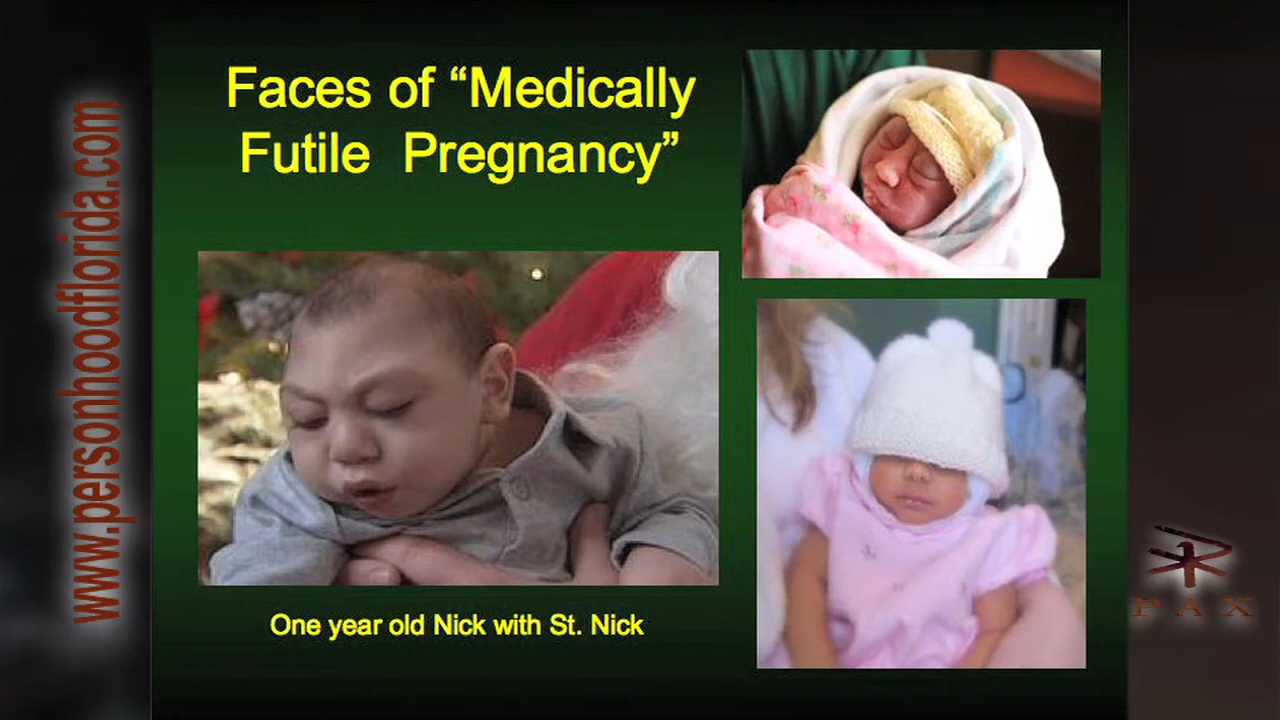 Faces of “Medically
Futile Pregnancy”
One year old Nick with St. Nick
www.personhoodflorida.com
PAX